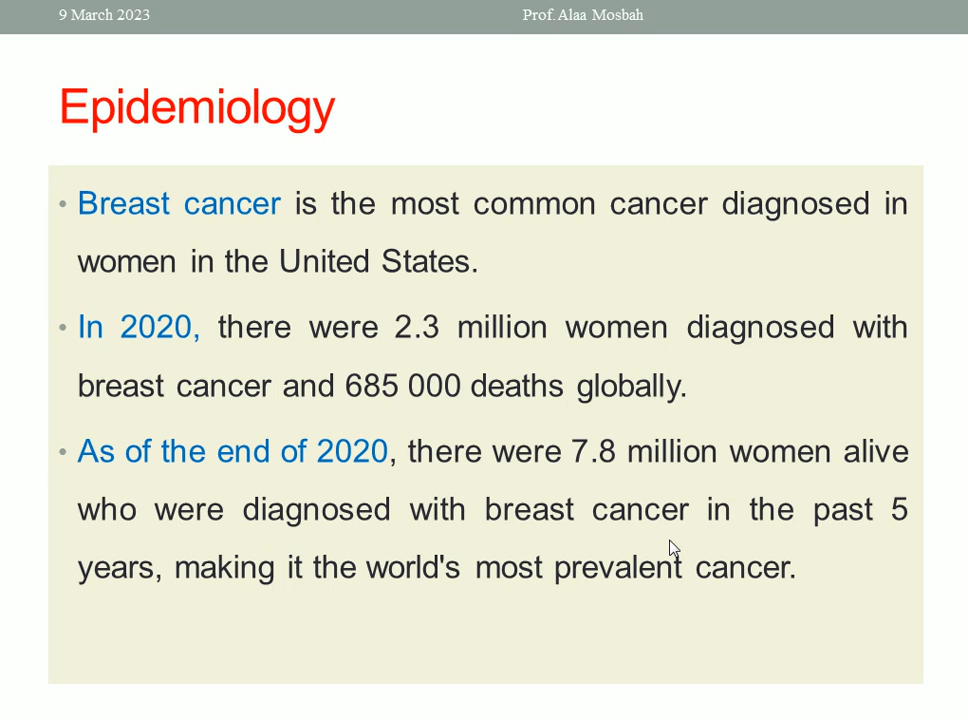 9 March 2023 Prof. Alaa Mosbah
Epidemiology
• Breast cancer is the most common cancer diagnosed in
women in the United States.
• In 2020, there were 2.3 million women diagnosed with
breast cancer and 685 000 deaths globally.
• As of the end of 2020, there were 7.8 million women alive
who were diagnosed with breast cancer in the past 5
years, making it the world's most prevalent cancer.